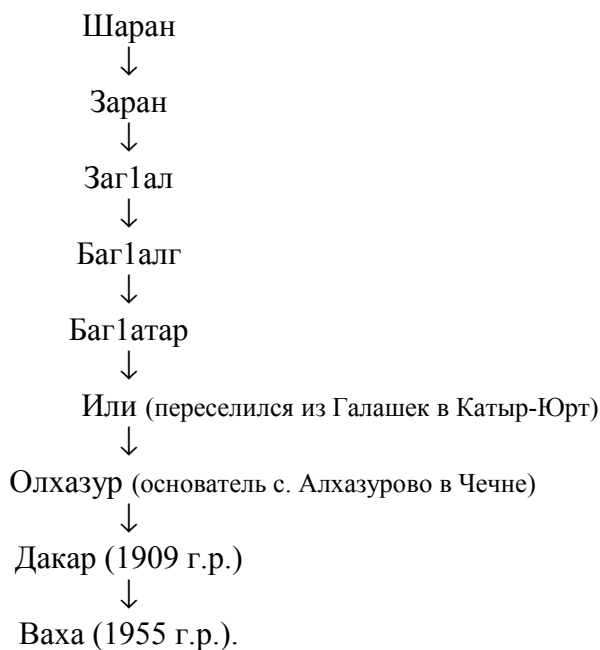 Шаран
↓
Заран
↓
Заг1ал
↓
Баг1алг
↓
Баг1атар
↓
Или (переселился из Галашек в Катыр-Юрт)
↓
Олхазур (основатель с. Алхазурово в Чечне)
↓
Дакар (1909 г.р.)
↓
Ваха (1955 г.р.).